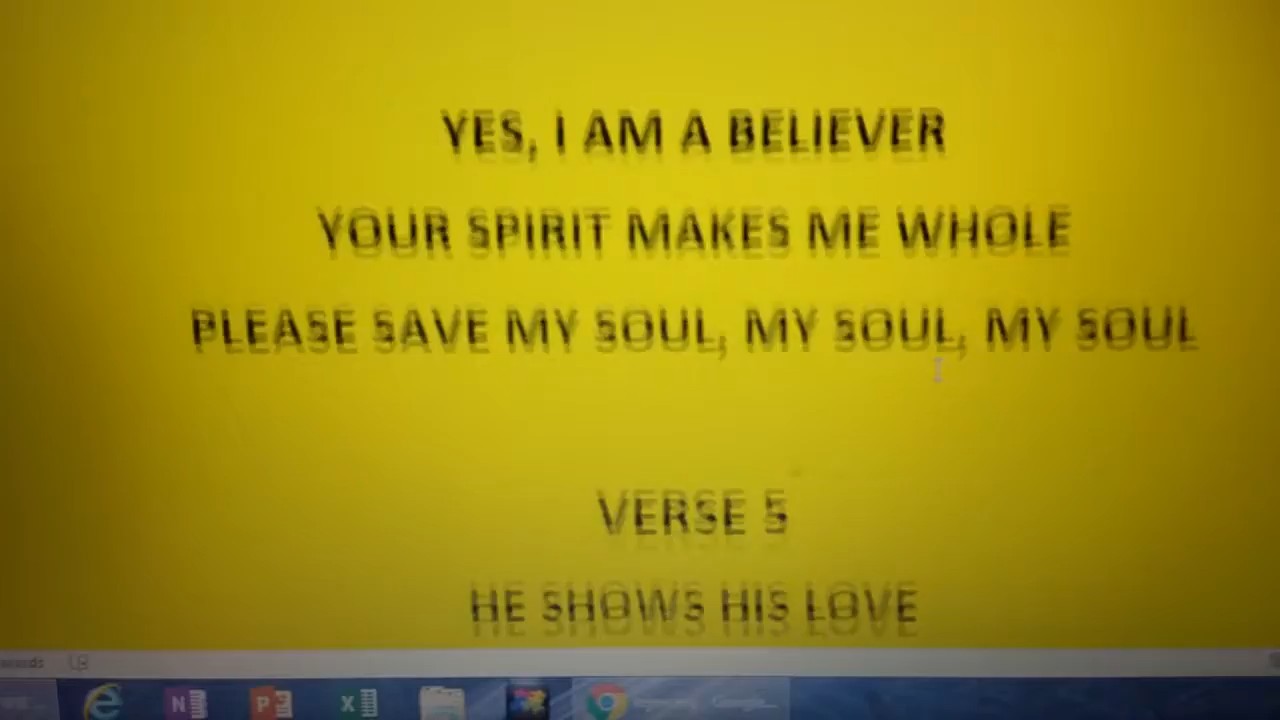 YES, I AM A BELIEVER
YOUR SPIRIT MAKES ME WHOLE
PLEASE SAVE MY SOUL, MY SOUL, MY SOUL
VERSE 5
HE SHOWS HIS LOVE
words